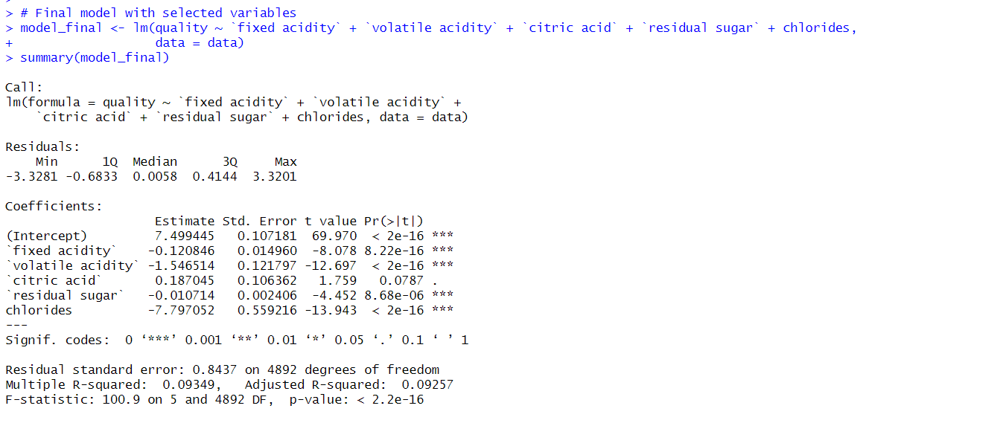 > # Final model with selected variables
> model_final <- lm(quality ~ `fixed acidity` + `volatile acidity` + `citric acid` + `residual sugar` + chlorides,
+                    data = data)
> summary(model_final)

Call:
lm(formula = quality ~ `fixed acidity` + `volatile acidity` +
    `citric acid` + `residual sugar` + chlorides, data = data)

Residuals:
    Min      1Q  Median      3Q     Max
-3.3281 -0.6833  0.0058  0.4144  3.3201

Coefficients:
                    Estimate Std. Error t value Pr(>|t|)
(Intercept)         7.499445   0.107181  69.970  < 2e-16 ***
`fixed acidity`    -0.120846   0.014960  -8.078 8.22e-16 ***
`volatile acidity` -1.546514   0.121797 -12.697  < 2e-16 ***
`citric acid`       0.187045   0.106362   1.759   0.0787 .
`residual sugar`   -0.010714   0.002406  -4.452 8.68e-06 ***
chlorides          -7.797052   0.559216 -13.943  < 2e-16 ***
---
Signif. codes:  0 ‘***’ 0.001 ‘**’ 0.01 ‘*’ 0.05 ‘.’ 0.1 ‘ ’ 1

Residual standard error: 0.8437 on 4892 degrees of freedom
Multiple R-squared:  0.09349,	Adjusted R-squared:  0.09257
F-statistic: 100.9 on 5 and 4892 DF,  p-value: < 2.2e-16